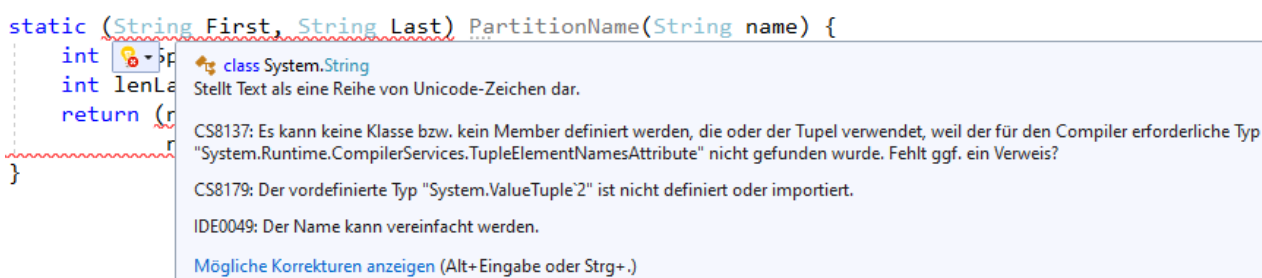 static (String First, String Last) PartitionName(String name) {
int
int lenLa
return (r
}
class System.String
Stellt Text als eine Reihe von Unicode-Zeichen dar.
CS8137: Es kann keine Klasse bzw. kein Member definiert werden, die oder der Tupel verwendet, weil der für den Compiler erforderliche Typ
"System.Runtime.CompilerServices.TupleElementNamesAttribute" nicht gefunden wurde. Fehlt ggf. ein Verweis?
CS8179: Der vordefinierte Typ "System.ValueTuple`2" ist nicht definiert oder importiert.
IDE0049: Der Name kann vereinfacht werden.
Mögliche Korrekturen anzeigen (Alt+Eingabe oder Strg+.)